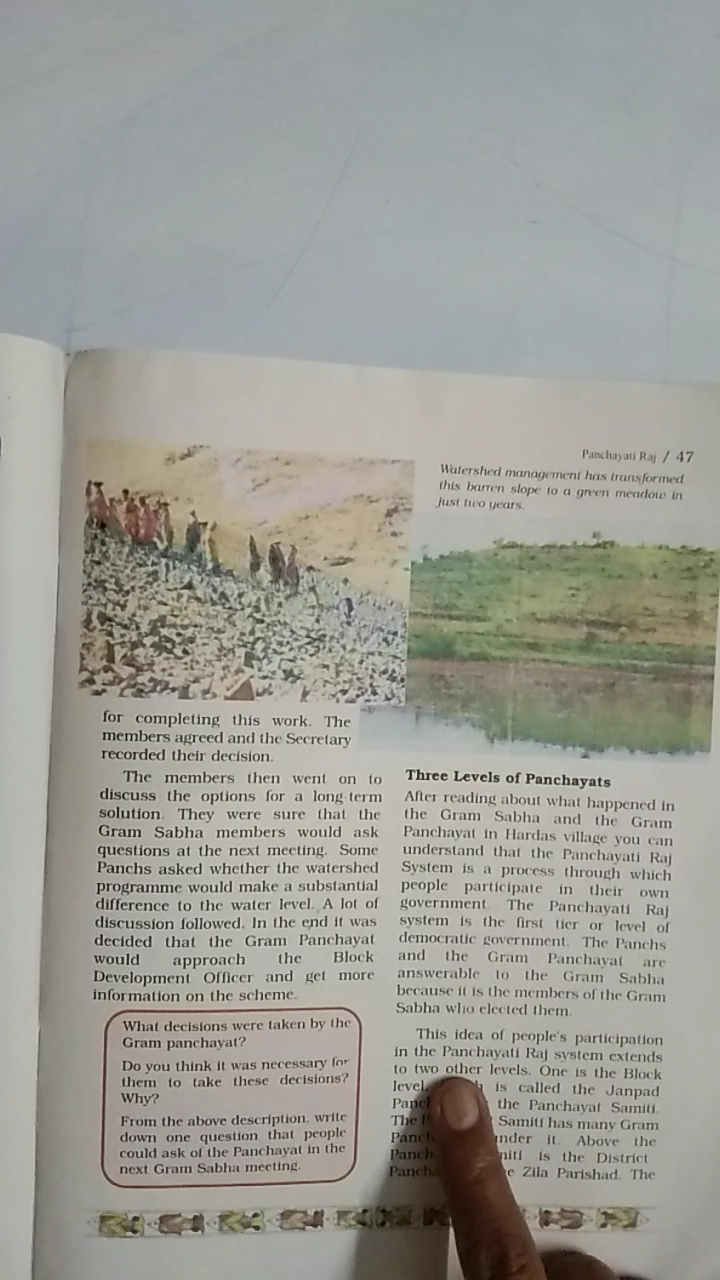 Panchayati Raj / 47
Watershed management has transformed
this barren slope to a green meadow in
just two years.
for completing this work. The
members agreed and the Secretary
recorded their decision.
The members then went on to
discuss the options for a long-term
solution. They were sure that the
Gram Sabha members would ask
questions at the next meeting. Some
Panchs asked whether the watershed
programme would make a substantial
difference to the water level. A lot of
discussion followed. In the end it was
decided that the Gram Panchayat
would approach the Block
Development Officer and get more
information on the scheme.
What decisions were taken by the
Gram panchayat?
Do you think it was necessary for
them to take these decisions?
Why?
From the above description, write
down one question that people
could ask of the Panchayat in the
next Gram Sabha meeting.
Three Levels of Panchayats
After reading about what happened in
the Gram Sabha and the Gram
Panchayat in Hardas village you can
understand that the Panchayati Raj
System is a process through which
people participate in their own
government. The Panchayati Raj
system is the first tier or level of
democratic government. The Panchs
and the Gram Panchayat are
answerable to the Gram Sabha
because it is the members of the Gram
Sabha who elected them.
This idea of people's participation
in the Panchayati Raj system extends
to two other levels. One is the Block
level, is called the Janpad
the Panchayat Samiti.
The Samiti has many Gram
under it. Above the
is the District
Zila Parishad. The